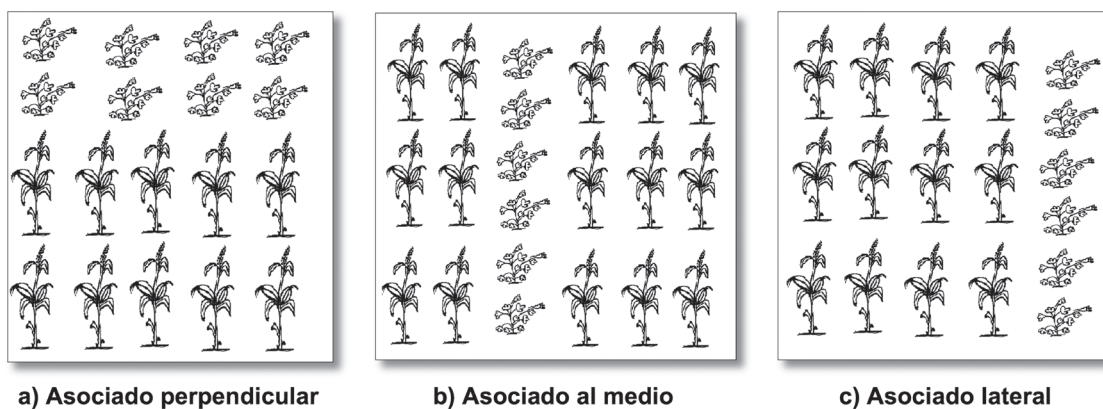 a) Asociado perpendicular
b) Asociado al medio
c) Asociado lateral